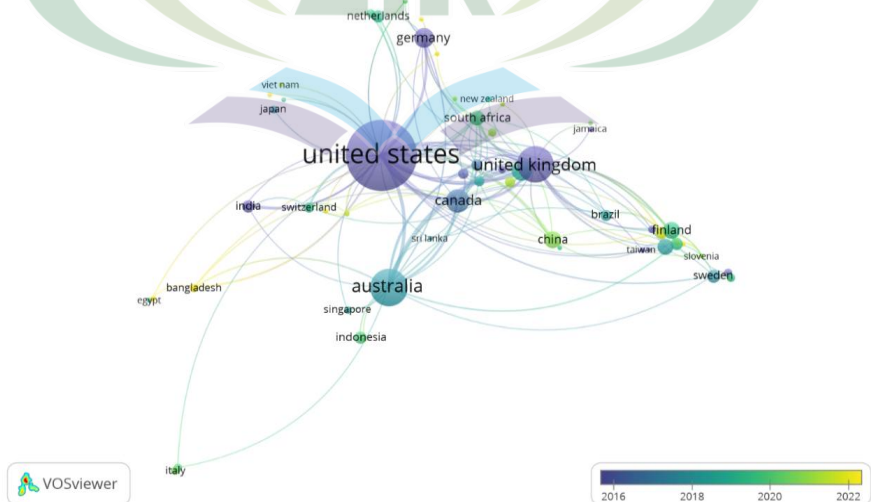 netherlands
germany
viet nam
japan
new zealand
south africa
jamaica
united states
united kingdom
canada
india
switzerland
brazil
sri lanka
china
finland
taiwan
slovenia
sweden
australia
bangladesh
egypt
singapore
indonesia
italy
VOSviewer
2016 2018 2020 2022